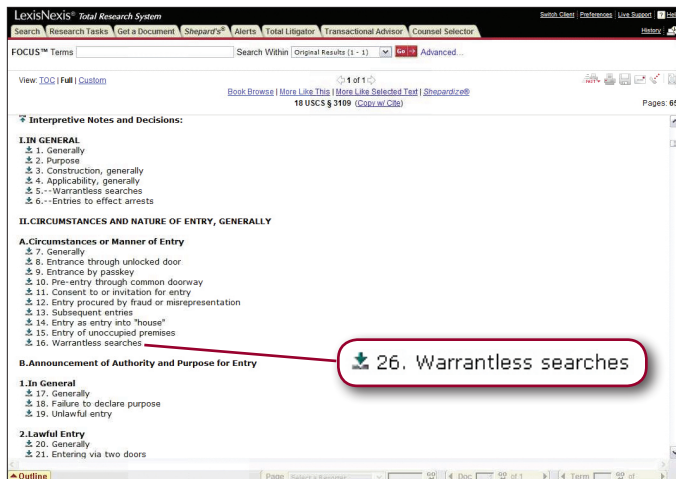 LexisNexis® Total Research System
Switch Client | Preferences | Live Support | ? Hel
Search Research Tasks Get a Document Shepard's® Alerts Total Litigator Transactional Advisor Counsel Selector
History
FOCUS™ Terms Search Within Original Results (1 - 1) Go Advanced...
View: TOC | Full | Custom
1 of 1
Book Browse | More Like This | More Like Selected Text | Shepardize®
18 USCS § 3109 (Copy w/ Cite)
Pages: 65
Interpretive Notes and Decisions:
I.IN GENERAL
1. Generally
2. Purpose
3. Construction, generally
4. Applicability, generally
5.--Warrantless searches
6.--Entries to effect arrests
II.CIRCUMSTANCES AND NATURE OF ENTRY, GENERALLY
A.Circumstances or Manner of Entry
7. Generally
8. Entrance through unlocked door
9. Entrance by passkey
10. Pre-entry through common doorway
11. Consent to or invitation for entry
12. Entry procured by fraud or misrepresentation
13. Subsequent entries
14. Entry as entry into "house"
15. Entry of unoccupied premises
16. Warrantless searches
26. Warrantless searches
B.Announcement of Authority and Purpose for Entry
1.In General
17. Generally
18. Failure to declare purpose
19. Unlawful entry
2.Lawful Entry
20. Generally
21. Entering via two doors
Outline Page Select a Reporter Go Doc Go of 1 Term Go of